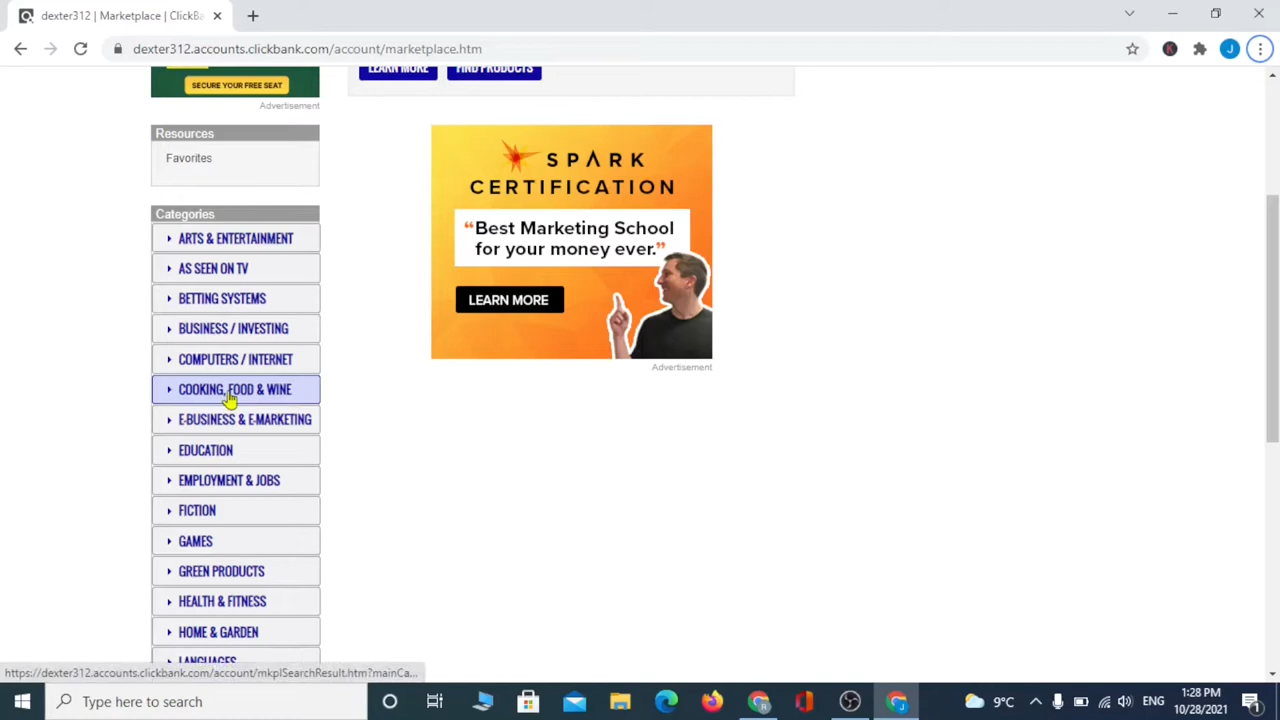 dexter312 | Marketplace | ClickBa
dexter312.accounts.clickbank.com/account/marketplace.htm
J
LEARN MORE
FIND PRODUCTS
SECURE YOUR FREE SEAT
Advertisement
Resources
Favorites
SPARK
CERTIFICATION
“Best Marketing School
for your money ever.”
LEARN MORE
Advertisement
Categories
ARTS & ENTERTAINMENT
AS SEEN ON TV
BETTING SYSTEMS
BUSINESS / INVESTING
COMPUTERS / INTERNET
COOKING, FOOD & WINE
E-BUSINESS & E-MARKETING
EDUCATION
EMPLOYMENT & JOBS
FICTION
GAMES
GREEN PRODUCTS
HEALTH & FITNESS
HOME & GARDEN
LANGUAGES
https://dexter312.accounts.clickbank.com/account/mkplSearchResult.htm?mainCa...
Type here to search
9°C
ENG
1:28 PM
10/28/2021